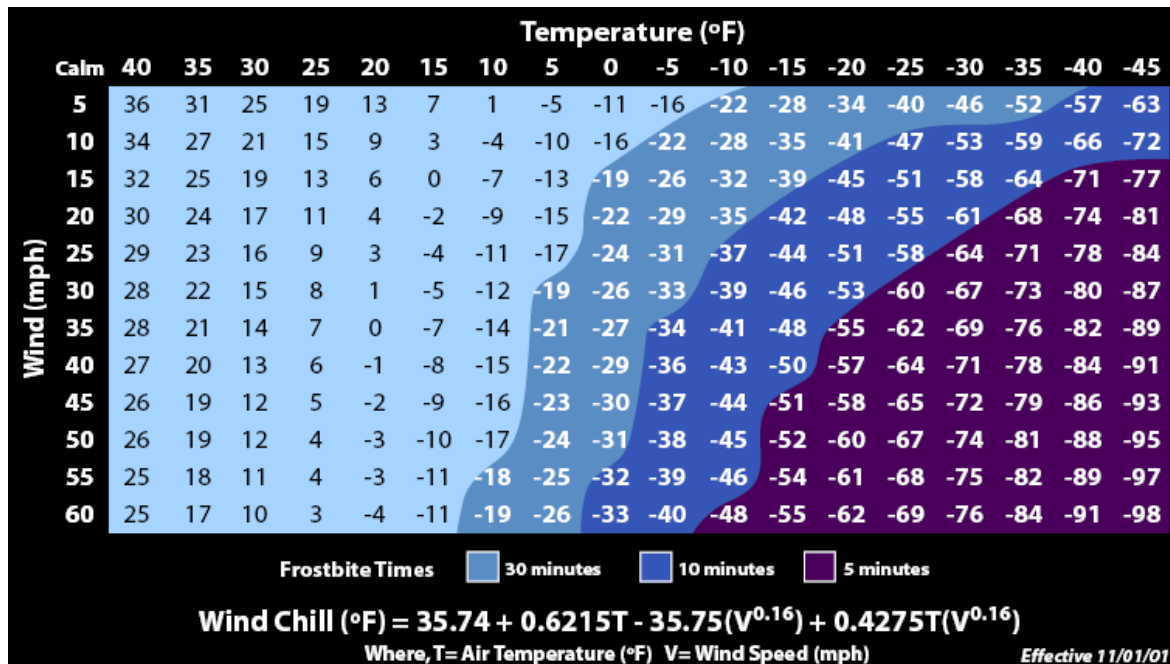 Temperature (ºF)
Calm 40 35 30 25 20 15 10 5 0 -5 -10 -15 -20 -25 -30 -35 -40 -45
5 36 31 25 19 13 7 1 -5 -11 -16 -22 -28 -34 -40 -46 -52 -57 -63
10 34 27 21 15 9 3 -4 -10 -16 -22 -28 -35 -41 -47 -53 -59 -66 -72
15 32 25 19 13 6 0 -7 -13 -19 -26 -32 -39 -45 -51 -58 -64 -71 -77
20 30 24 17 11 4 -2 -9 -15 -22 -29 -35 -42 -48 -55 -61 -68 -74 -81
25 29 23 16 9 3 -4 -11 -17 -24 -31 -37 -44 -51 -58 -64 -71 -78 -84
30 28 22 15 8 1 -5 -12 -19 -26 -33 -39 -46 -53 -60 -67 -73 -80 -87
35 28 21 14 7 0 -7 -14 -21 -27 -34 -41 -48 -55 -62 -69 -76 -82 -89
40 27 20 13 6 -1 -8 -15 -22 -29 -36 -43 -50 -57 -64 -71 -78 -84 -91
45 26 19 12 5 -2 -9 -16 -23 -30 -37 -44 -51 -58 -65 -72 -79 -86 -93
50 26 19 12 4 -3 -10 -17 -24 -31 -38 -45 -52 -60 -67 -74 -81 -88 -95
55 25 18 11 4 -3 -11 -18 -25 -32 -39 -46 -54 -61 -68 -75 -82 -89 -97
60 25 17 10 3 -4 -11 -19 -26 -33 -40 -48 -55 -62 -69 -76 -84 -91 -98
Wind (mph)
Frostbite Times 30 minutes 10 minutes 5 minutes
Wind Chill (ºF) = 35.74 + 0.6215T - 35.75(V0.16) + 0.4275T(V0.16)
Where, T= Air Temperature (ºF) V= Wind Speed (mph) Effective 11/01/01